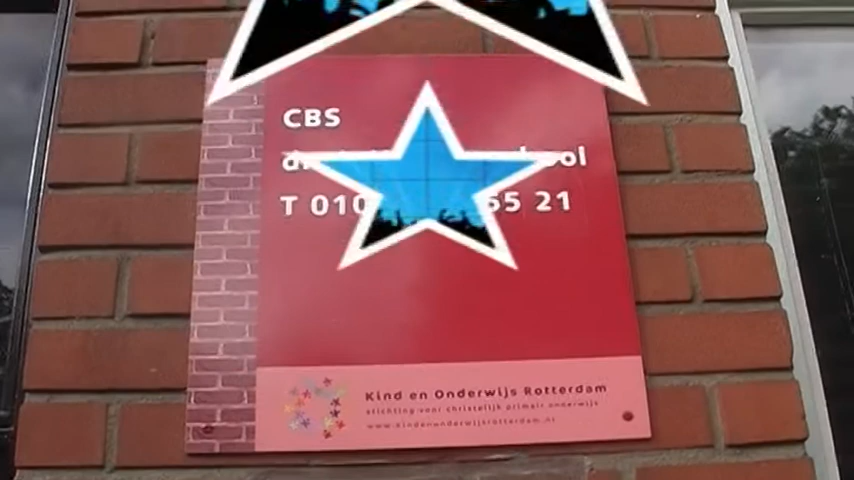 CBS
T 010 55 21
Kind en Onderwijs Rotterdam
stichting voor christelijk primair onderwijs
www.kindenonderwijsrotterdam.nl